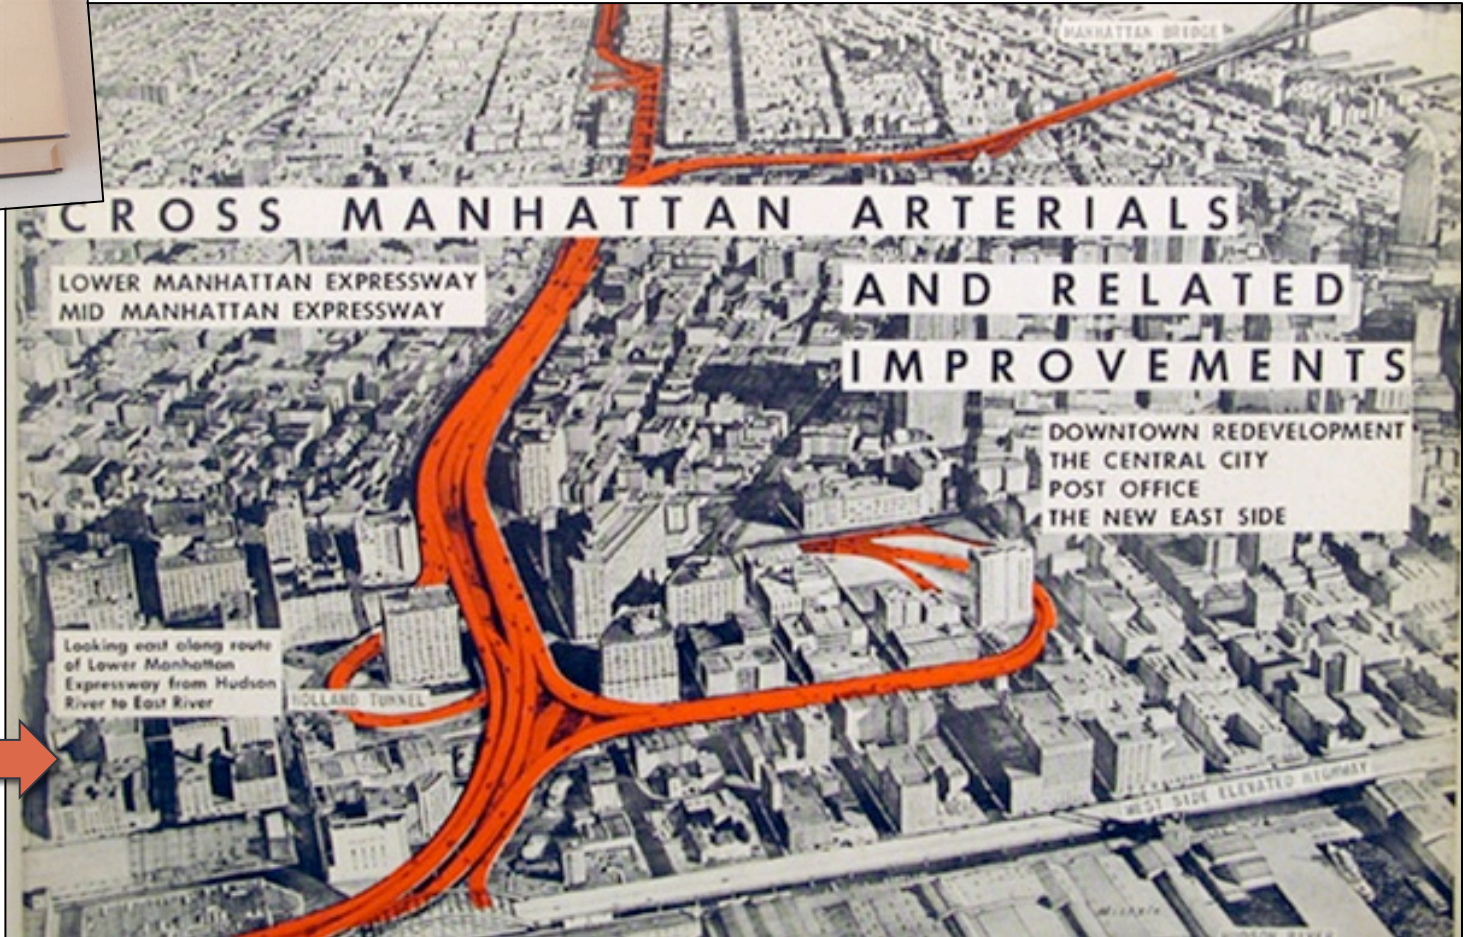 MANHATTAN BRIDGE
CROSS MANHATTAN ARTERIALS
LOWER MANHATTAN EXPRESSWAY
MID MANHATTAN EXPRESSWAY
AND RELATED
IMPROVEMENTS
DOWNTOWN REDEVELOPMENT
THE CENTRAL CITY
POST OFFICE
THE NEW EAST SIDE
Looking east along route
of Lower Manhattan
Expressway from Hudson
River to East River
HOLLAND TUNNEL
WEST SIDE ELEVATED HIGHWAY
HUDSON RIVER